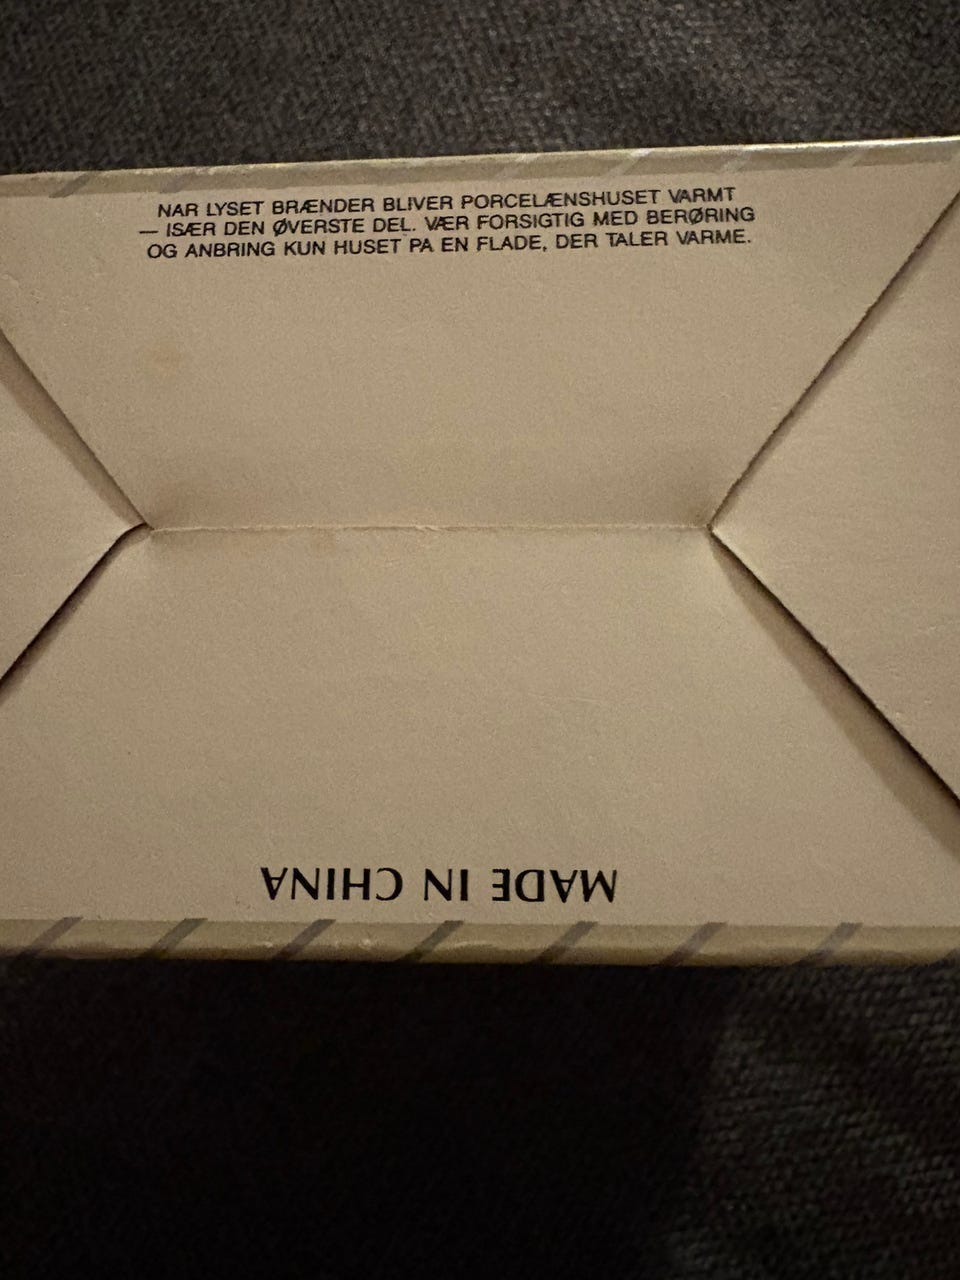 NAR LYSET BRÆNDER BLIVER PORCELÆNSHUSET VARMT
— ISÆR DEN ØVERSTE DEL. VÆR FORSIGTIG MED BERØRING
OG ANBRING KUN HUSET PA EN FLADE, DER TALER VARME.
MADE IN CHINA